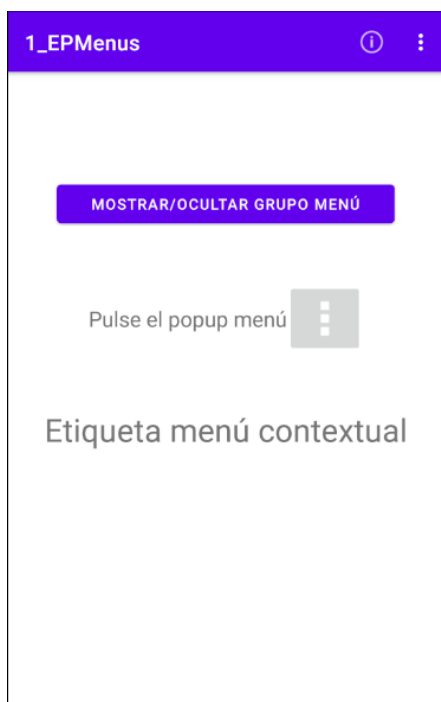 1_EPMenus
MOSTRAR/OCULTAR GRUPO MENÚ
Pulse el popup menú
Etiqueta menú contextual